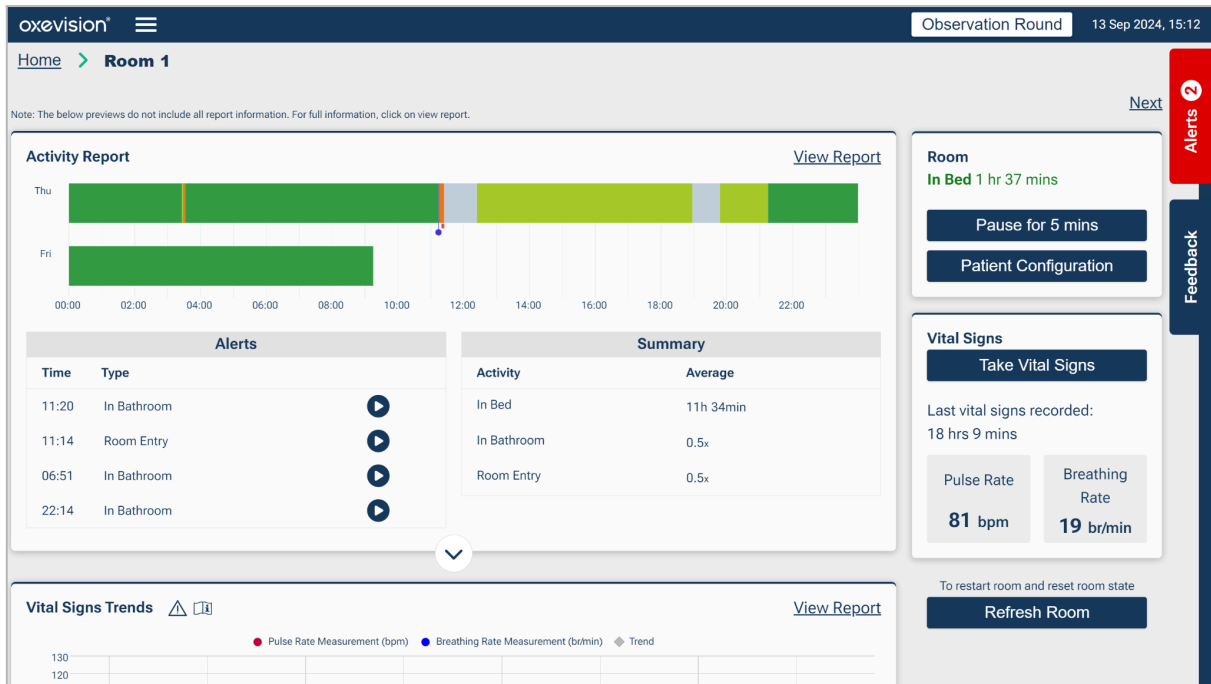 oxevision®
Observation Round
13 Sep 2024, 15:12
Home > Room 1
Next
Note: The below previews do not include all report information. For full information, click on view report.
Alerts 2
Feedback
Activity Report
View Report
Thu
Fri
00:00 02:00 04:00 06:00 08:00 10:00 12:00 14:00 16:00 18:00 20:00 22:00
Alerts
Time Type
11:20 In Bathroom
11:14 Room Entry
06:51 In Bathroom
22:14 In Bathroom
Summary
Activity Average
In Bed 11h 34min
In Bathroom 0.5x
Room Entry 0.5x
Room
In Bed 1 hr 37 mins
Pause for 5 mins
Patient Configuration
Vital Signs
Take Vital Signs
Last vital signs recorded:
18 hrs 9 mins
Pulse Rate
81 bpm
Breathing
Rate
19 br/min
To restart room and reset room state
Refresh Room
Vital Signs Trends
View Report
Pulse Rate Measurement (bpm) Breathing Rate Measurement (br/min) Trend
130
120